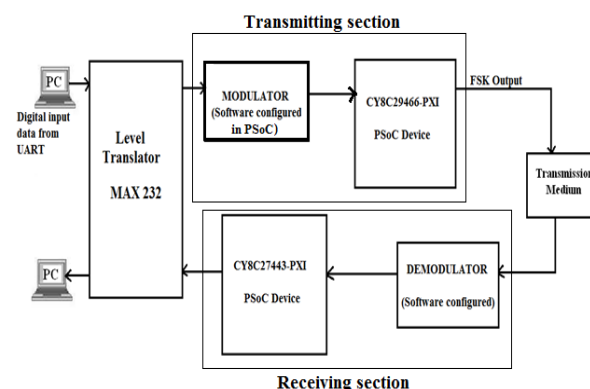 Transmitting section
PC
Digital input
data from
UART
Level
Translator
MAX 232
MODULATOR
(Software configured
in PSoC)
CY8C29466-PXI
PSoC Device
FSK Output
Transmission
Medium
PC
CY8C27443-PXI
PSoC Device
DEMODULATOR
(Software configured)
Receiving section